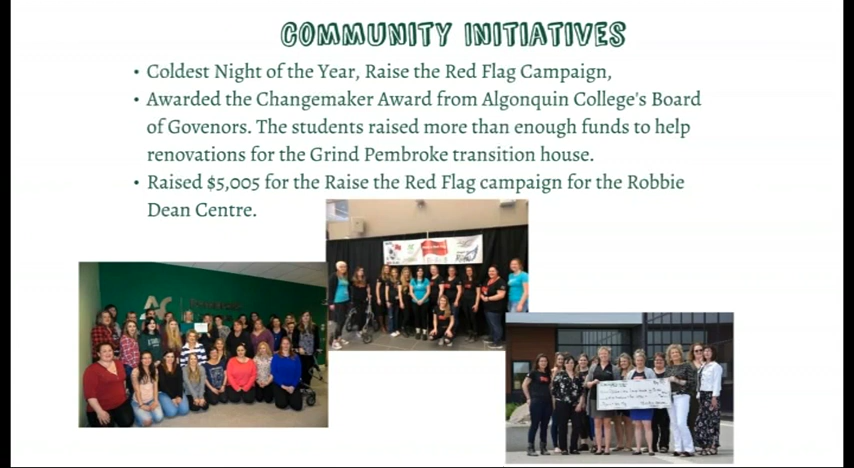 COMMUNITY INITIATIVES
• Coldest Night of the Year, Raise the Red Flag Campaign,
• Awarded the Changemaker Award from Algonquin College's Board
of Govenors. The students raised more than enough funds to help
renovations for the Grind Pembroke transition house.
• Raised $5,005 for the Raise the Red Flag campaign for the Robbie
Dean Centre.
AC